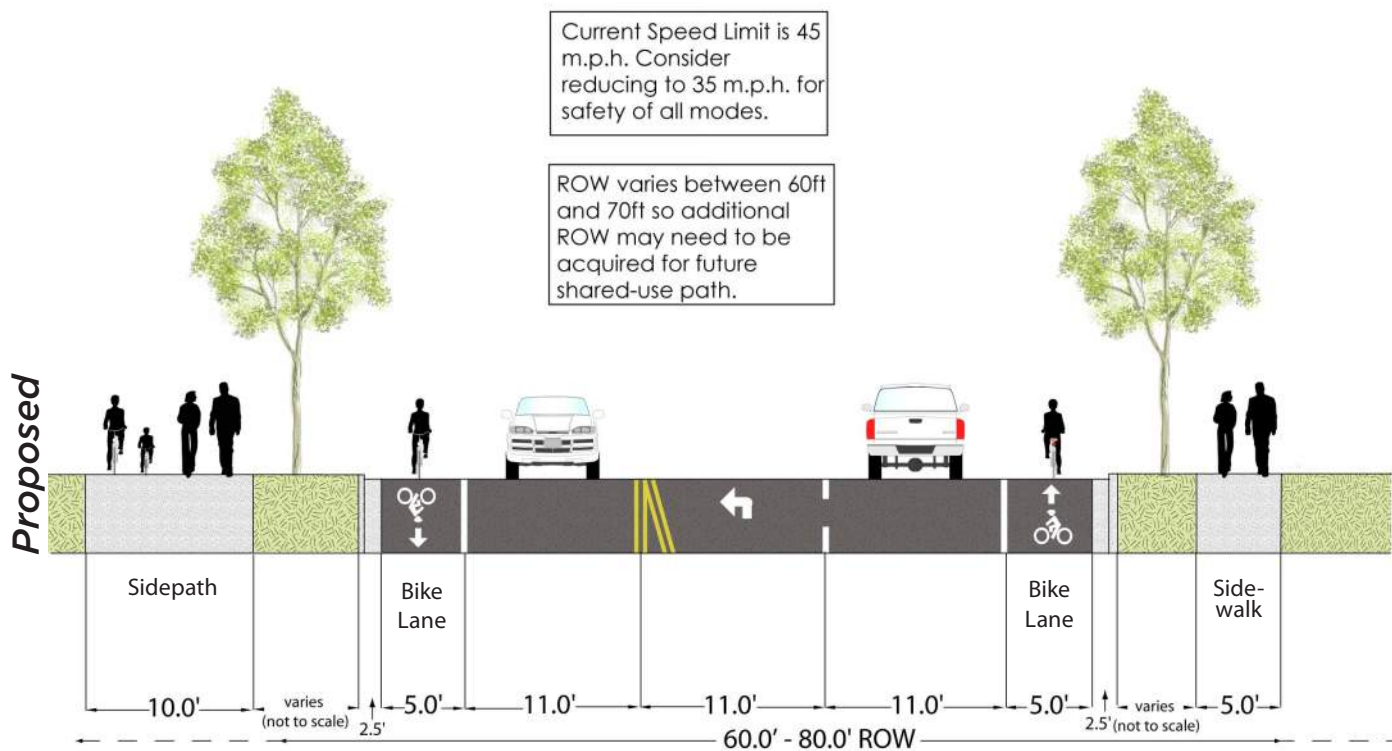 Current Speed Limit is 45
m.p.h. Consider
reducing to 35 m.p.h. for
safety of all modes.
ROW varies between 60ft
and 70ft so additional
ROW may need to be
acquired for future
shared-use path.
Proposed
Sidepath
Bike
Lane
Bike
Lane
Side-
walk
10.0'
varies
(not to scale)
2.5'
5.0'
11.0'
11.0'
11.0'
5.0'
2.5'
varies
(not to scale)
5.0'
60.0' - 80.0' ROW